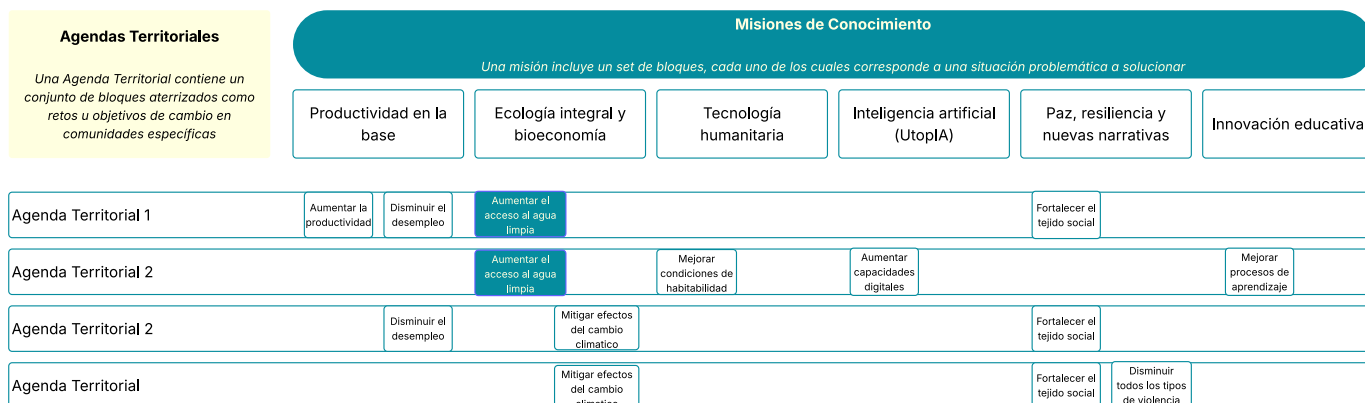 Agendas Territoriales
Una Agenda Territorial contiene un
conjunto de bloques aterrizados como
retos u objetivos de cambio en
comunidades específicas
Misiones de Conocimiento
Una misión incluye un set de bloques, cada uno de los cuales corresponde a una situación problemática a solucionar
Productividad en la
base
Ecología integral y
bioeconomía
Tecnología
humanitaria
Inteligencia artificial
(UtopIA)
Paz, resiliencia y
nuevas narrativas
Innovación educativa
Agenda Territorial 1
Aumentar la
productividad
Disminuir el
desempleo
Aumentar el
acceso al agua
limpia
Fortalecer el
tejido social
Agenda Territorial 2
Aumentar el
acceso al agua
limpia
Mejorar
condiciones de
habitabilidad
Aumentar
capacidades
digitales
Mejorar
procesos de
aprendizaje
Agenda Territorial 2
Disminuir el
desempleo
Mitigar efectos
del cambio
climatico
Fortalecer el
tejido social
Agenda Territorial
Mitigar efectos
del cambio
climatico
Fortalecer el
tejido social
Disminuir
todos los tipos
de violencia